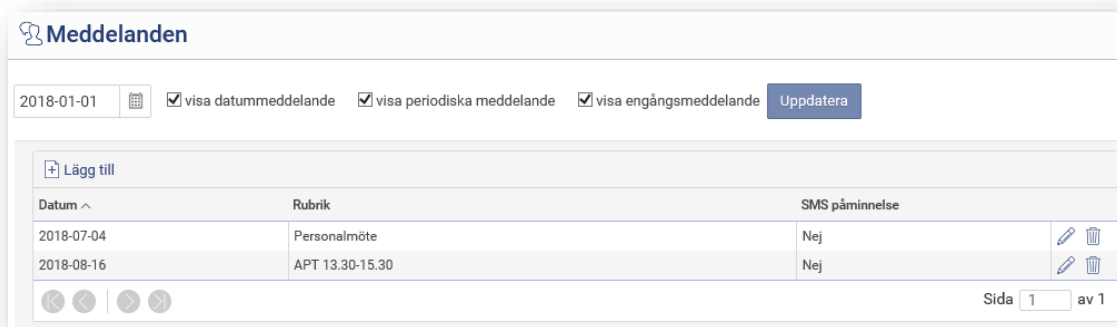 Meddelanden
2018-01-01 visa datummeddelande visa periodiska meddelande visa engångsmeddelande Uppdatera
Lägg till
Datum Rubrik SMS påminnelse
2018-07-04 Personalmöte Nej
2018-08-16 APT 13.30-15.30 Nej
Sida 1 av 1